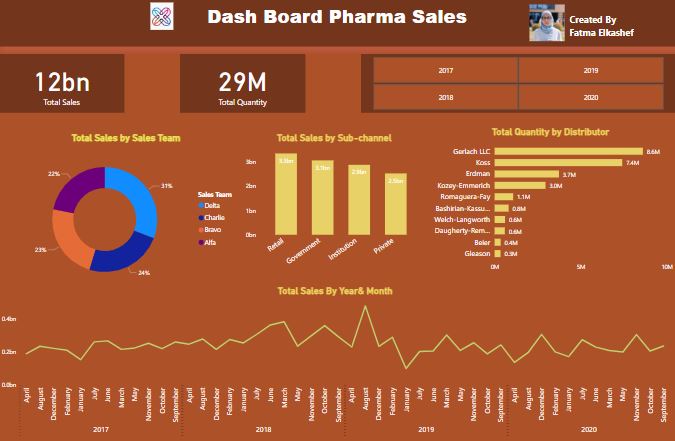 Dash Board Pharma Sales
Created By
Fatma Elkashef
12bn
Total Sales
29M
Total Quantity
2017
2019
2018
2020
Total Sales by Sales Team
22%
31%
23%
24%
Sales Team
Delta
Charlie
Bravo
Alfa
Total Sales by Sub-channel
3bn
2bn
1bn
0bn
3.3bn
3.1bn
2.9bn
2.5bn
Retail
Government
Institution
Private
Total Quantity by Distributor
Gerlach LLC 8.6M
Koss 7.4M
Erdman 3.7M
Kozey-Emmerich 3.0M
Romaguera-Fay 1.1M
Bashirian-Kassu... 0.8M
Welch-Langworth 0.6M
Daugherty-Rem... 0.6M
Beier 0.4M
Gleason 0.3M
0M 5M 10M
Total Sales By Year& Month
0.4bn
0.2bn
0.0bn
April August December February January July June March May November October September April August December February January July June March May November October September April August December February January July June March May November October September April August December February January July June March May November October September
2017 2018 2019 2020